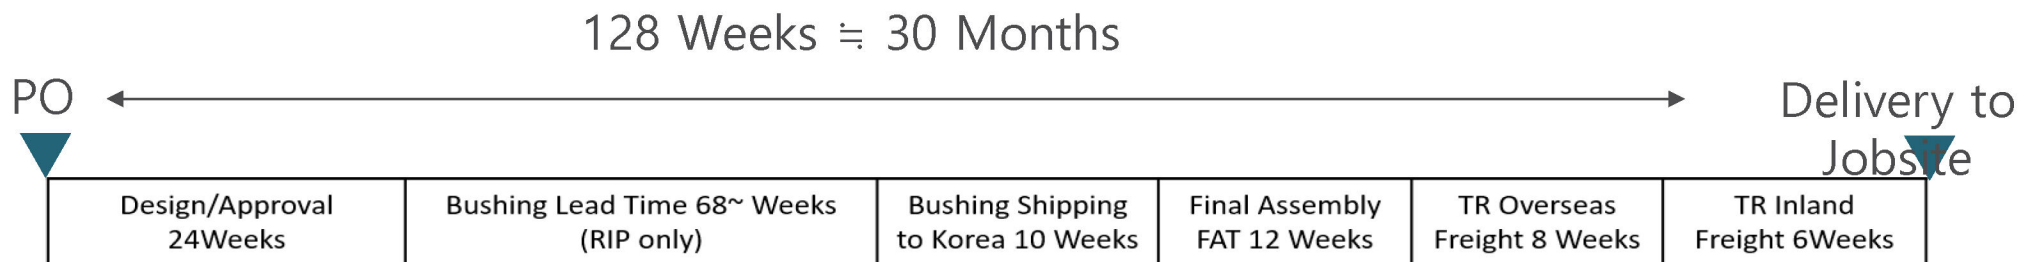 128 Weeks ≒ 30 Months
PO
Delivery to
Jobsite
Design/Approval
24Weeks
Bushing Lead Time 68~ Weeks
(RIP only)
Bushing Shipping
to Korea 10 Weeks
Final Assembly
FAT 12 Weeks
TR Overseas
Freight 8 Weeks
TR Inland
Freight 6Weeks